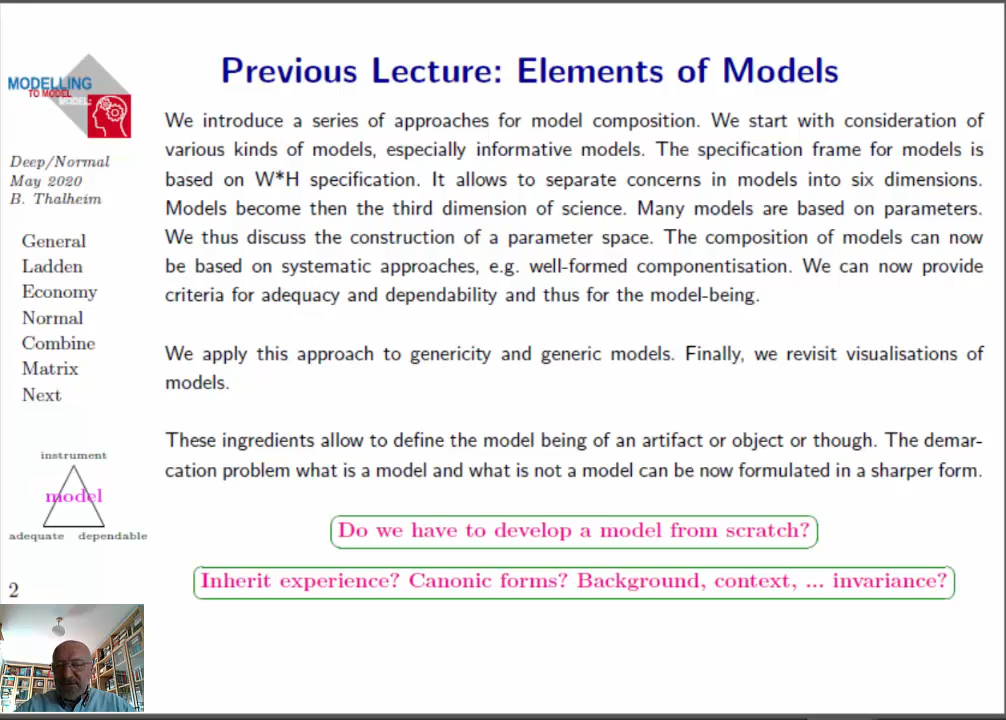 Previous Lecture: Elements of Models
MODELLING
TO MODEL
MODEL:
Deep/Normal
May 2020
B. Thalheim
General
Ladden
Economy
Normal
Combine
Matrix
Next
instrument
model
adequate dependable
2
We introduce a series of approaches for model composition. We start with consideration of
various kinds of models, especially informative models. The specification frame for models is
based on W*H specification. It allows to separate concerns in models into six dimensions.
Models become then the third dimension of science. Many models are based on parameters.
We thus discuss the construction of a parameter space. The composition of models can now
be based on systematic approaches, e.g. well-formed componentisation. We can now provide
criteria for adequacy and dependability and thus for the model-being.
We apply this approach to genericity and generic models. Finally, we revisit visualisations of
models.
These ingredients allow to define the model being of an artifact or object or though. The demar-
cation problem what is a model and what is not a model can be now formulated in a sharper form.
Do we have to develop a model from scratch?
Inherit experience? Canonic forms? Background, context, ... invariance?